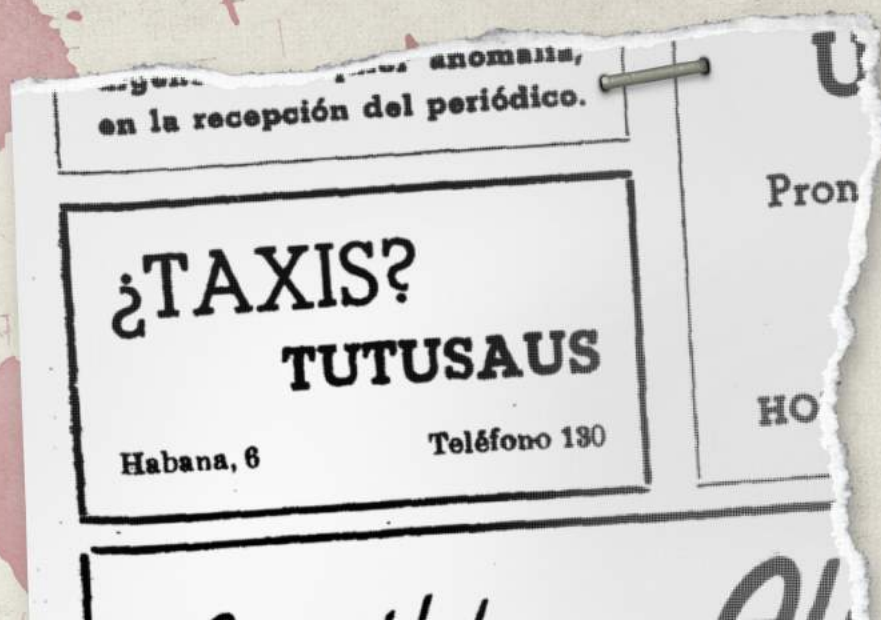 anomalía,
en la recepción del periódico.
¿TAXIS?
TUTUSAUS
Habana, 6
Teléfono 130
Pron
HO